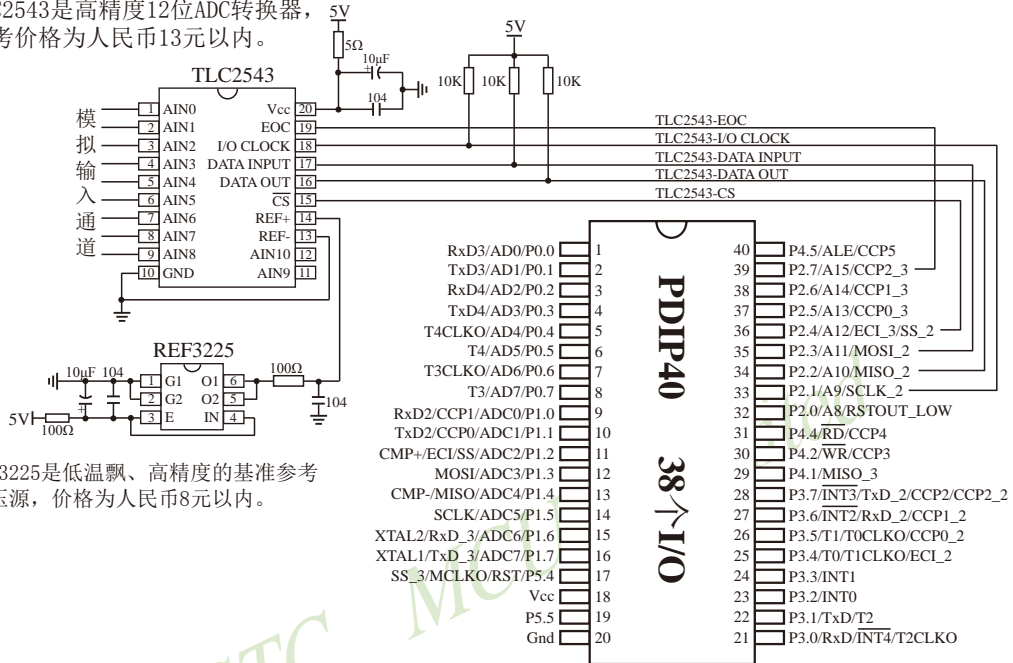 C2543是高精度12位ADC转换器，
考价格为人民币13元以内。
5V
5Ω
10μF
+
104
5V
10K
10K
10K
TLC2543
模拟输入通道
1 AIN0
2 AIN1
3 AIN2
4 AIN3
5 AIN4
6 AIN5
7 AIN6
8 AIN7
9 AIN8
10 GND
Vcc 20
EOC 19
I/O CLOCK 18
DATA INPUT 17
DATA OUT 16
CS 15
REF+ 14
REF- 13
AIN10 12
AIN9 11
TLC2543-EOC
TLC2543-I/O CLOCK
TLC2543-DATA INPUT
TLC2543-DATA OUT
TLC2543-CS
REF3225
10μF 104
+
1 G1
2 G2
3 E
O1 6
O2 5
IN 4
100Ω
104
5V
100Ω
3225是低温飘、高精度的基准参考
压源，价格为人民币8元以内。
PDIP40 38个I/O
RxD3/AD0/P0.0 1
TxD3/AD1/P0.1 2
RxD4/AD2/P0.2 3
TxD4/AD3/P0.3 4
T4CLKO/AD4/P0.4 5
T4/AD5/P0.5 6
T3CLKO/AD6/P0.6 7
T3/AD7/P0.7 8
RxD2/CCP1/ADC0/P1.0 9
TxD2/CCP0/ADC1/P1.1 10
CMP+/ECI/SS/ADC2/P1.2 11
MOSI/ADC3/P1.3 12
CMP-/MISO/ADC4/P1.4 13
SCLK/ADC5/P1.5 14
XTAL2/RxD_3/ADC6/P1.6 15
XTAL1/TxD_3/ADC7/P1.7 16
SS_3/MCLKO/RST/P5.4 17
Vcc 18
P5.5 19
Gnd 20
40 P4.5/ALE/CCP5
39 P2.7/A15/CCP2_3
38 P2.6/A14/CCP1_3
37 P2.5/A13/CCP0_3
36 P2.4/A12/ECI_3/SS_2
35 P2.3/A11/MOSI_2
34 P2.2/A10/MISO_2
33 P2.1/A9/SCLK_2
32 P2.0/A8/RSTOUT_LOW
31 P4.4/RD/CCP4
30 P4.2/WR/CCP3
29 P4.1/MISO_3
28 P3.7/INT3/TxD_2/CCP2/CCP2_2
27 P3.6/INT2/RxD_2/CCP1_2
26 P3.5/T1/T0CLKO/CCP0_2
25 P3.4/T0/T1CLKO/ECI_2
24 P3.3/INT1
23 P3.2/INT0
22 P3.1/TxD/T2
21 P3.0/RxD/INT4/T2CLKO
MCU